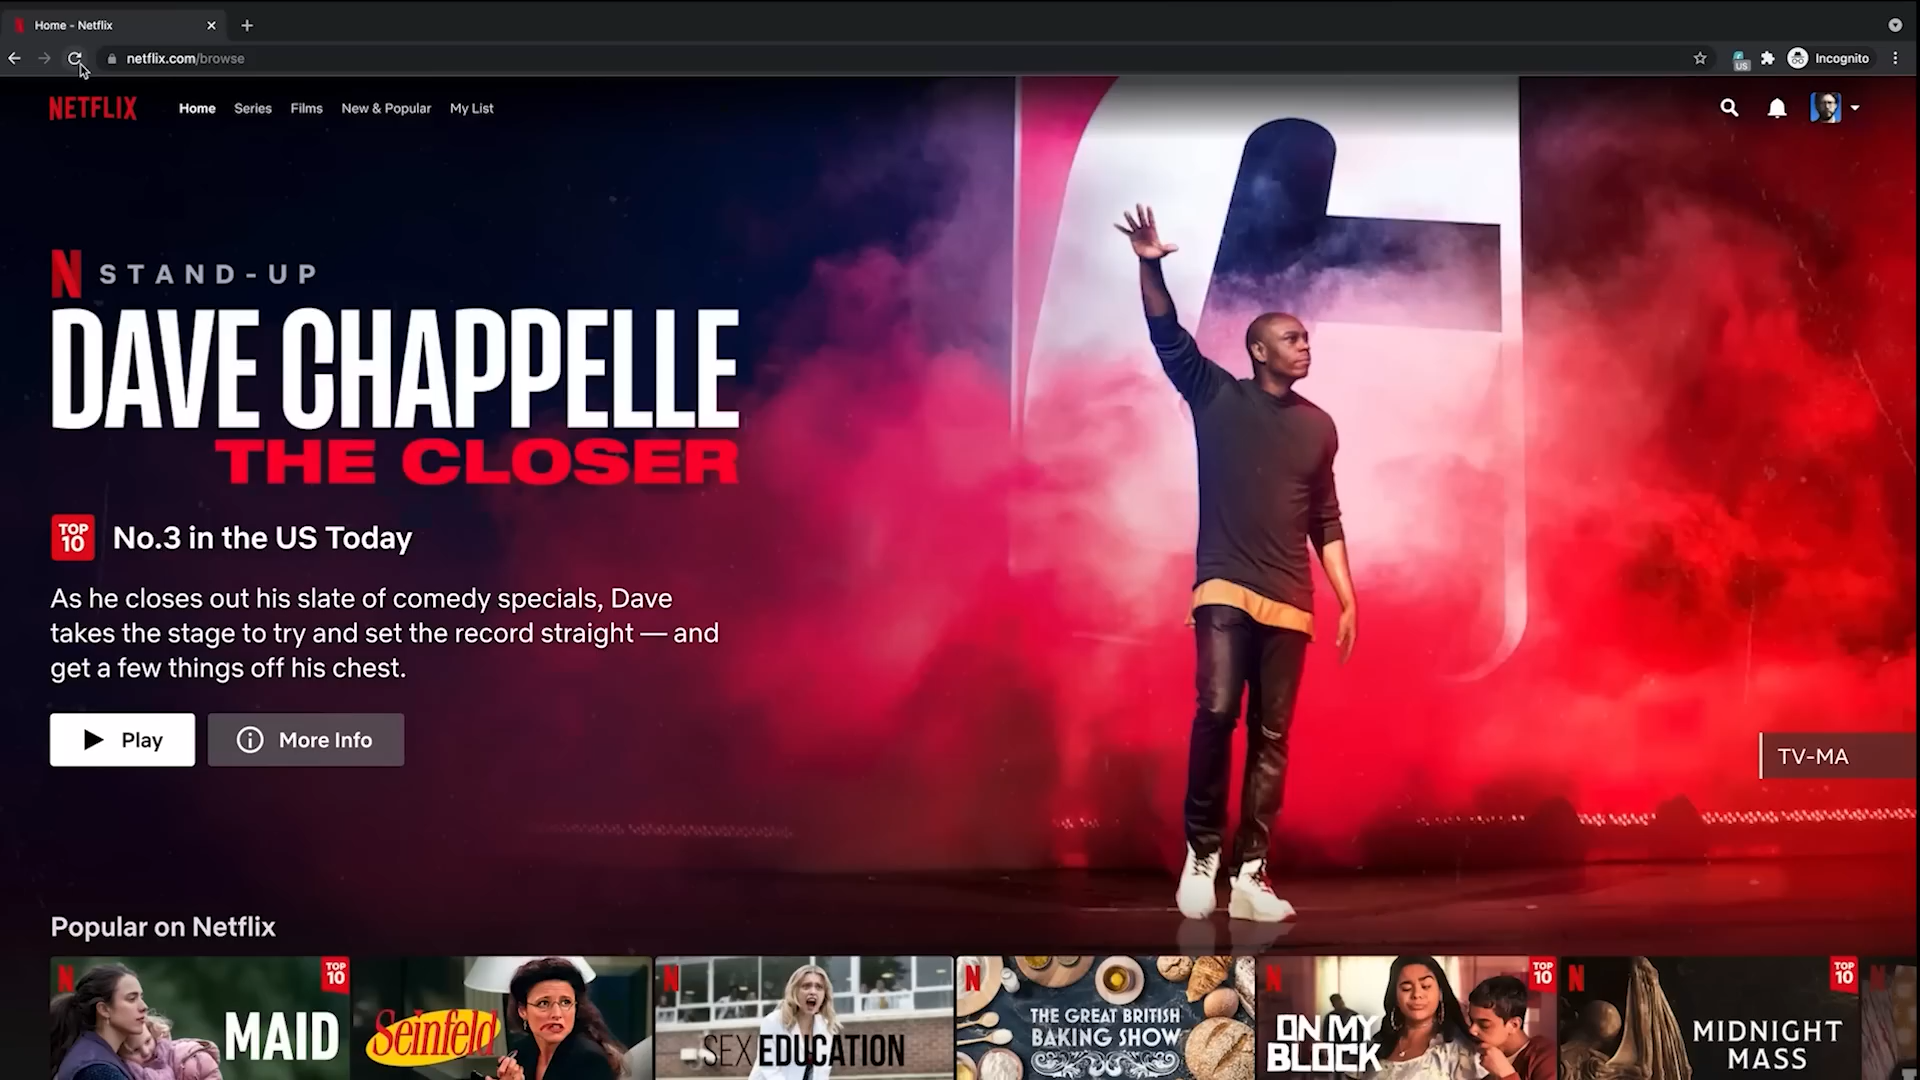 Home - Netflix
netflix.com/browse
US
Incognito
NETFLIX
Home
Series
Films
New & Popular
My List
N STAND-UP
DAVE CHAPPELLE
THE CLOSER
TOP
10
No.3 in the US Today
As he closes out his slate of comedy specials, Dave
takes the stage to try and set the record straight — and
get a few things off his chest.
Play
More Info
TV-MA
Popular on Netflix
N
TOP
10
MAID
Seinfeld
N
SEX EDUCATION
N
THE GREAT BRITISH
BAKING SHOW
N
TOP
10
ON MY
BLOCK
N
TOP
10
MIDNIGHT
MASS
N